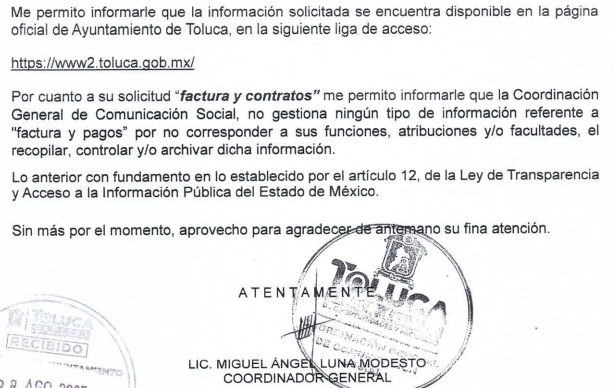 Me permito informarle que la información solicitada se encuentra disponible en la página
oficial de Ayuntamiento de Toluca, en la siguiente liga de acceso:
https://www2.toluca.gob.mx/
Por cuanto a su solicitud “factura y contratos” me permito informarle que la Coordinación
General de Comunicación Social, no gestiona ningún tipo de información referente a
"factura y pagos" por no corresponder a sus funciones, atribuciones y/o facultades, el
recopilar, controlar y/o archivar dicha información.
Lo anterior con fundamento en lo establecido por el artículo 12, de la Ley de Transparencia
y Acceso a la Información Pública del Estado de México.
Sin más por el momento, aprovecho para agradecer de antemano su fina atención.
ATENTAMENTE
TOLUCA
LIC. MIGUEL ÁNGEL LUNA MODESTO
COORDINADOR GENERAL
TOLUCA
RECIBIDO
AGO